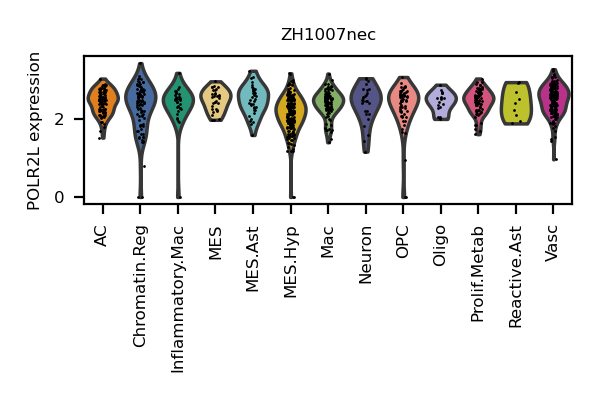 ZH1007nec
POLR2L expression
2
0
AC
Chromatin.Reg
Inflammatory.Mac
MES
MES.Ast
MES.Hyp
Mac
Neuron
OPC
Oligo
Prolif.Metab
Reactive.Ast
Vasc